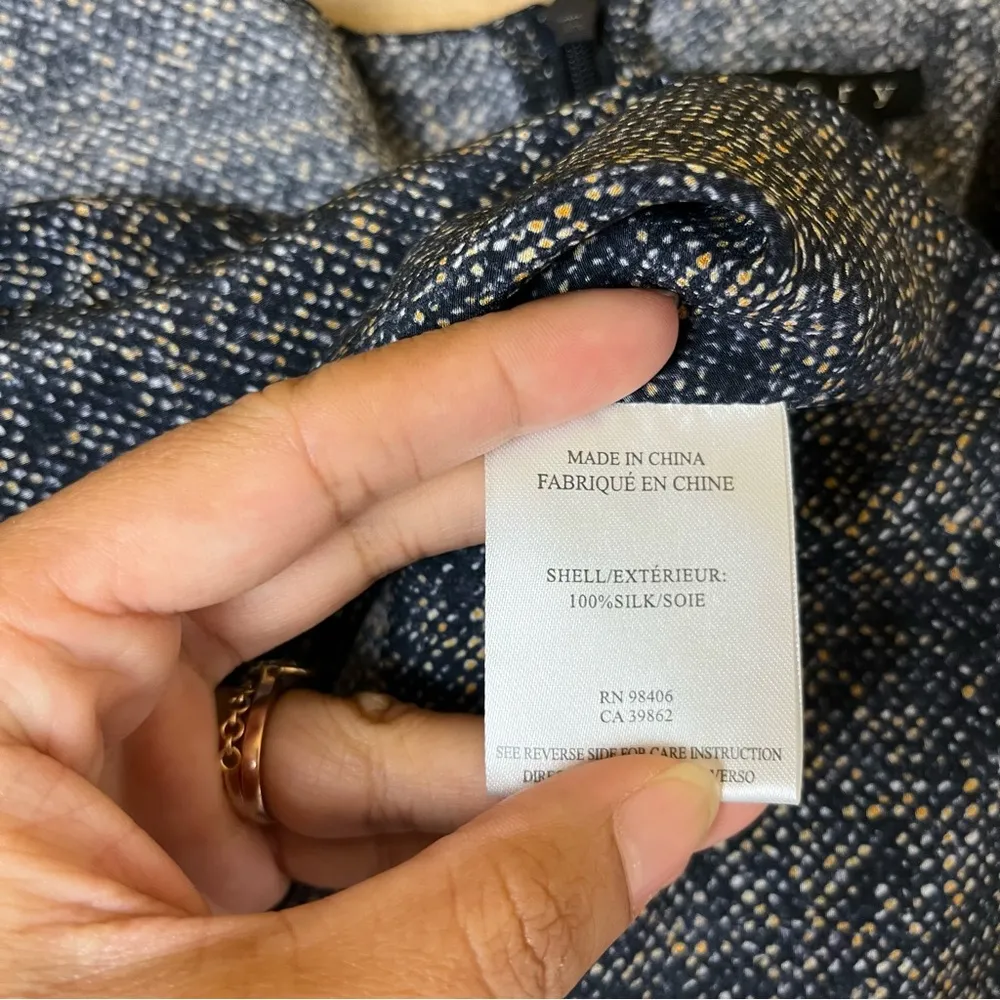 MADE IN CHINA
FABRIQUÉ EN CHINE
SHELL/EXTÉRIEUR:
100%SILK/SOIE
RN 98406
CA 39862
SEE REVERSE SIDE FOR CARE INSTRUCTION
VERSO